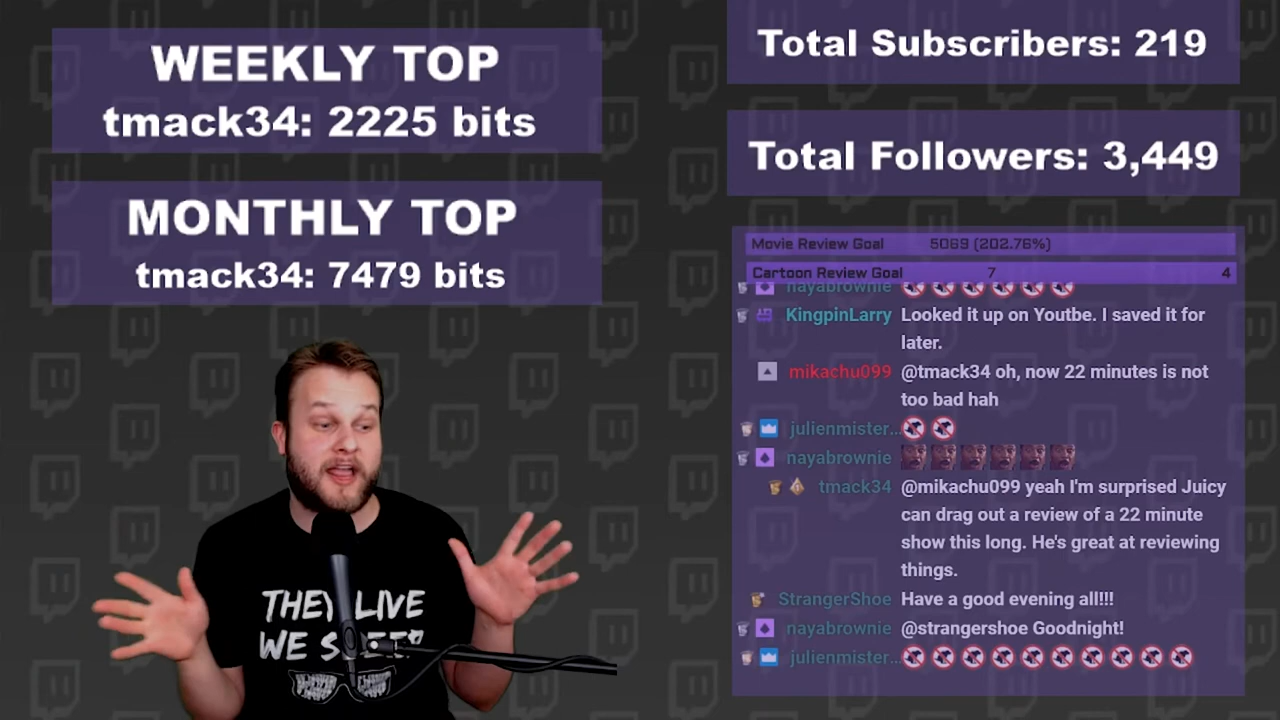 WEEKLY TOP
tmack34: 2225 bits
MONTHLY TOP
tmack34: 7479 bits
Total Subscribers: 219
Total Followers: 3,449
Movie Review Goal 5069 (202.76%)
Cartoon Review Goal 7 4
nayabrownie
KingpinLarry Looked it up on Youtbe. I saved it for
later.
mikachu099 @tmack34 oh, now 22 minutes is not
too bad hah
julienmister...
nayabrownie
tmack34 @mikachu099 yeah I'm surprised Juicy
can drag out a review of a 22 minute
show this long. He's great at reviewing
things.
StrangerShoe Have a good evening all!!!
nayabrownie @strangershoe Goodnight!
julienmister...
THEY LIVE
WE SLEEP